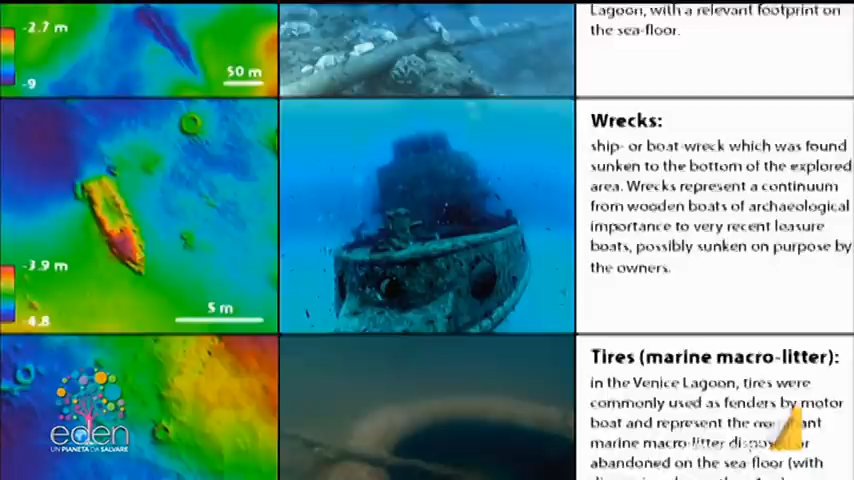 -2.7 m
-9
50 m
Lagoon, with a relevant footprint on
the sea-floor.
-3.9 m
-4.8
5 m
Wrecks:
ship- or boat-wreck which was found
sunken to the bottom of the explored
area. Wrecks represent a continuum
from wooden boats of archaeological
importance to very recent leasure
boats, possibly sunken on purpose by
the owners.
Tires (marine macro-litter):
in the Venice Lagoon, tires were
commonly used as fenders by motor
boat and represent the
marine macro-litter
abandoned on the sea-floor (with
eden
UN PIANETA DA SALVARE